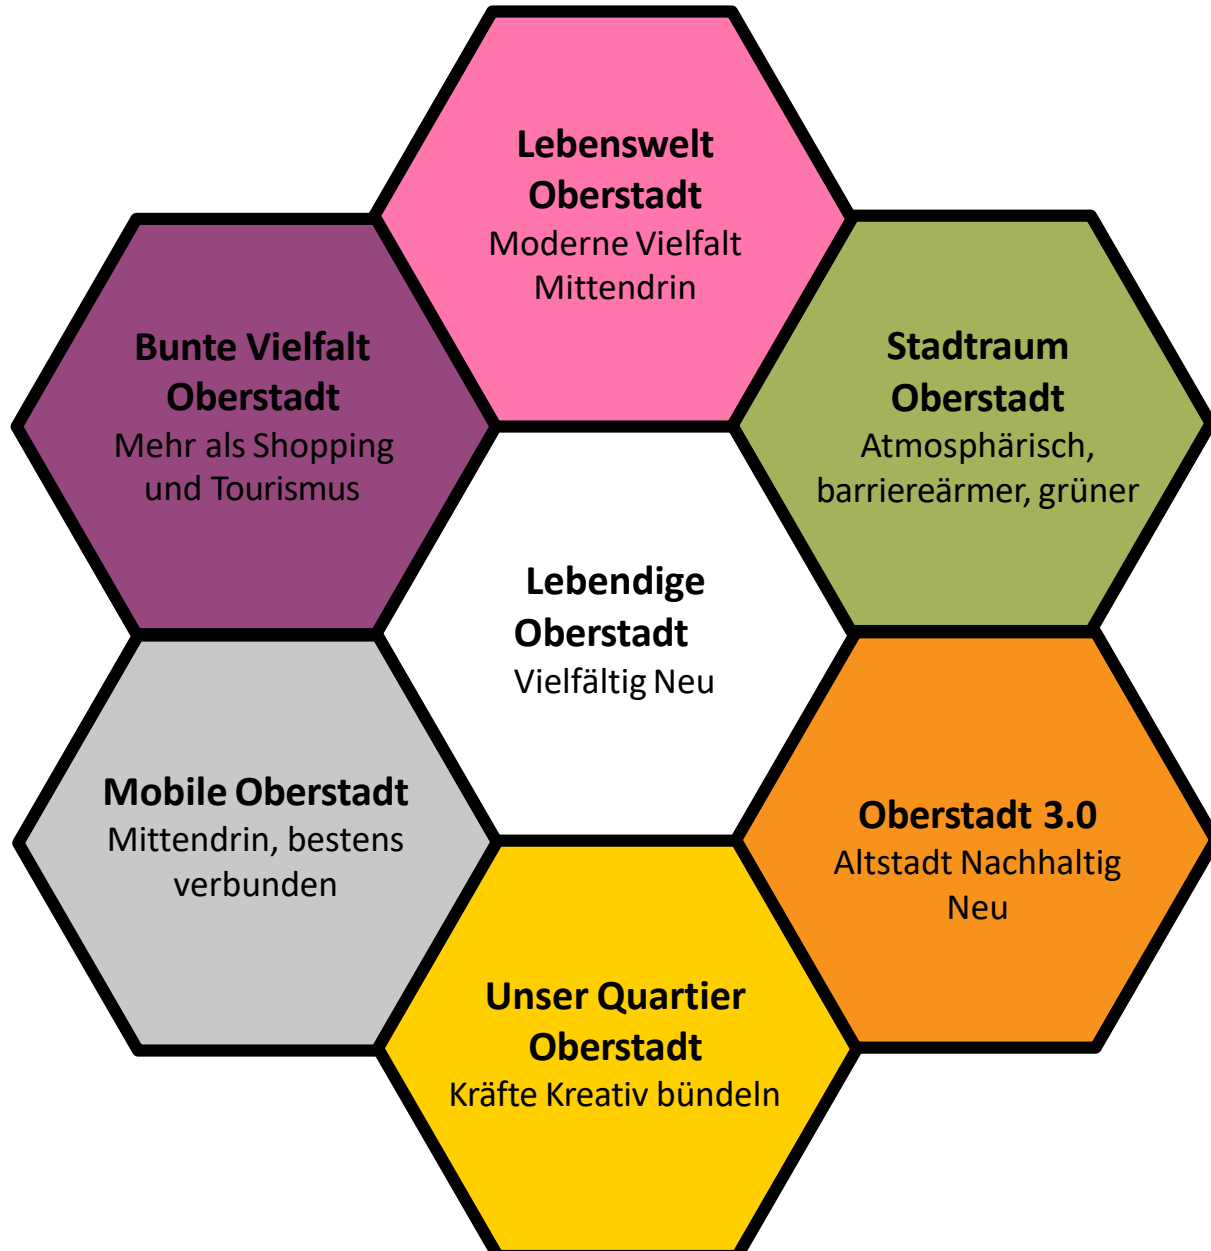 Lebenswelt
Oberstadt
Moderne Vielfalt
Mittendrin
Bunte Vielfalt
Oberstadt
Mehr als Shopping
und Tourismus
Stadtraum
Oberstadt
Atmosphärisch,
barriereärmer, grüner
Lebendige
Oberstadt
Vielfältig Neu
Mobile Oberstadt
Mittendrin, bestens
verbunden
Oberstadt 3.0
Altstadt Nachhaltig
Neu
Unser Quartier
Oberstadt
Kräfte Kreativ bündeln